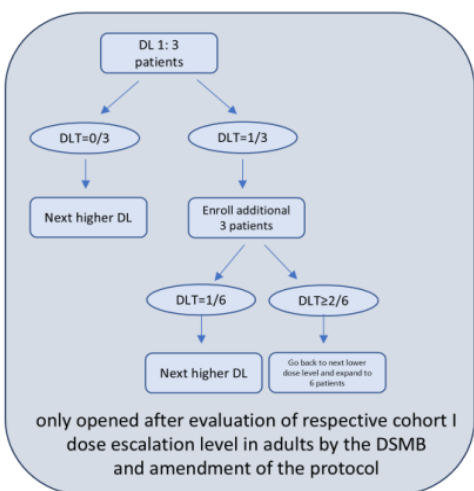 DL 1: 3
patients
DLT=0/3
DLT=1/3
Next higher DL
Enroll additional
3 patients
DLT=1/6
DLT≥2/6
Next higher DL
Go back to next lower
dose level and expand to
6 patients
only opened after evaluation of respective cohort I
dose escalation level in adults by the DSMB
and amendment of the protocol